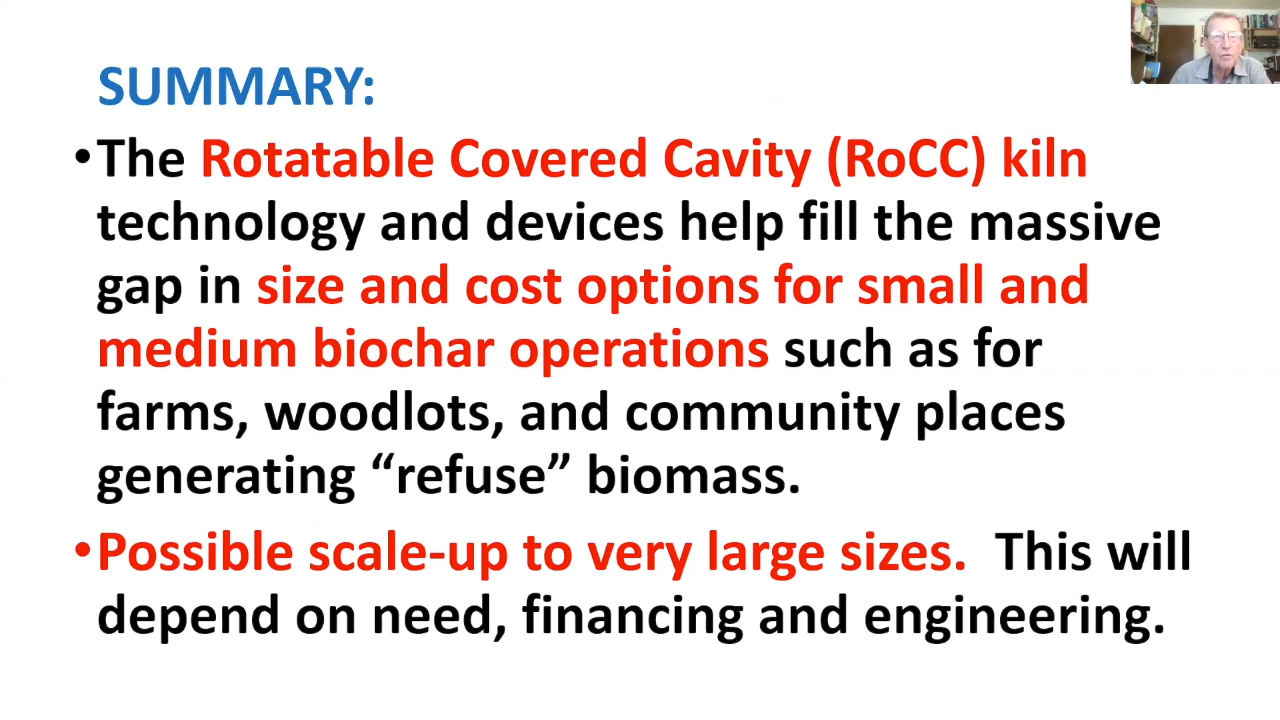 SUMMARY:
•The Rotatable Covered Cavity (RoCC) kiln
technology and devices help fill the massive
gap in size and cost options for small and
medium biochar operations such as for
farms, woodlots, and community places
generating “refuse” biomass.
•Possible scale-up to very large sizes.  This will
depend on need, financing and engineering.